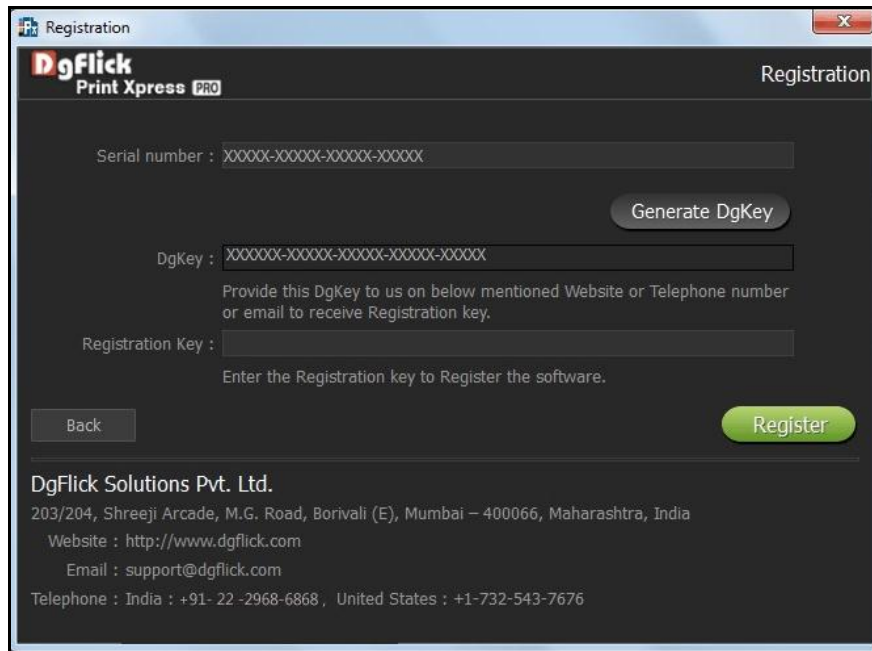 Registration
DgFlick
Print Xpress PRO
Registration
Serial number : XXXXX-XXXXX-XXXXX-XXXXX
Generate DgKey
DgKey : XXXXXX-XXXXX-XXXXX-XXXXX-XXXXX
Provide this DgKey to us on below mentioned Website or Telephone number
or email to receive Registration key.
Registration Key :
Enter the Registration key to Register the software.
Back
Register
DgFlick Solutions Pvt. Ltd.
203/204, Shreeji Arcade, M.G. Road, Borivali (E), Mumbai – 400066, Maharashtra, India
Website : http://www.dgflick.com
Email : support@dgflick.com
Telephone : India : +91- 22 -2968-6868 , United States : +1-732-543-7676